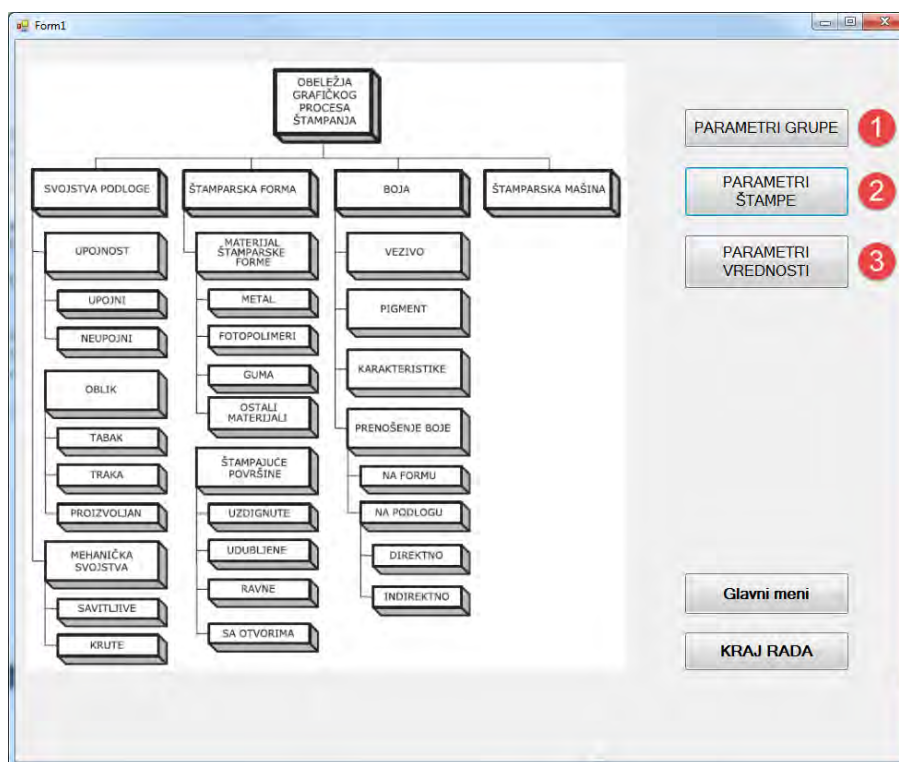 Form1
OBELEŽJA
GRAFIČKOG
PROCESA
ŠTAMPANJA
SVOJSTVA PODLOGE
UPOJNOST
UPOJNI
NEUPOJNI
OBLIK
TABAK
TRAKA
PROIZVOLJAN
MEHANIČKA
SVOJSTVA
SAVITLJIVE
KRUTE
ŠTAMPARSKA FORMA
MATERIJAL
ŠTAMPARSKE
FORME
METAL
FOTOPOLIMERI
GUMA
OSTALI
MATERIJALI
ŠTAMPAJUĆE
POVRŠINE
UZDIGNUTE
UDUBLJENE
RAVNE
SA OTVORIMA
BOJA
VEZIVO
PIGMENT
KARAKTERISTIKE
PRENOŠENJE BOJE
NA FORMU
NA PODLOGU
DIREKTNO
INDIREKTNO
ŠTAMPARSKA MAŠINA
PARAMETRI GRUPE
1
PARAMETRI
ŠTAMPE
2
PARAMETRI
VREDNOSTI
3
Glavni meni
KRAJ RADA